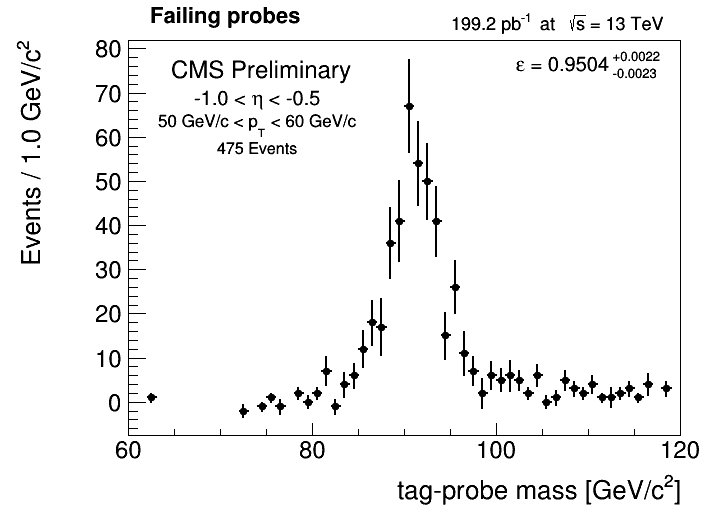 Failing probes
199.2 pb⁻¹ at √s = 13 TeV
CMS Preliminary
-1.0 < η < -0.5
50 GeV/c < p_T < 60 GeV/c
475 Events
ε = 0.9504 +0.0022 -0.0023
Events / 1.0 GeV/c²
80
70
60
50
40
30
20
10
0
60 80 100 120
tag-probe mass [GeV/c²]